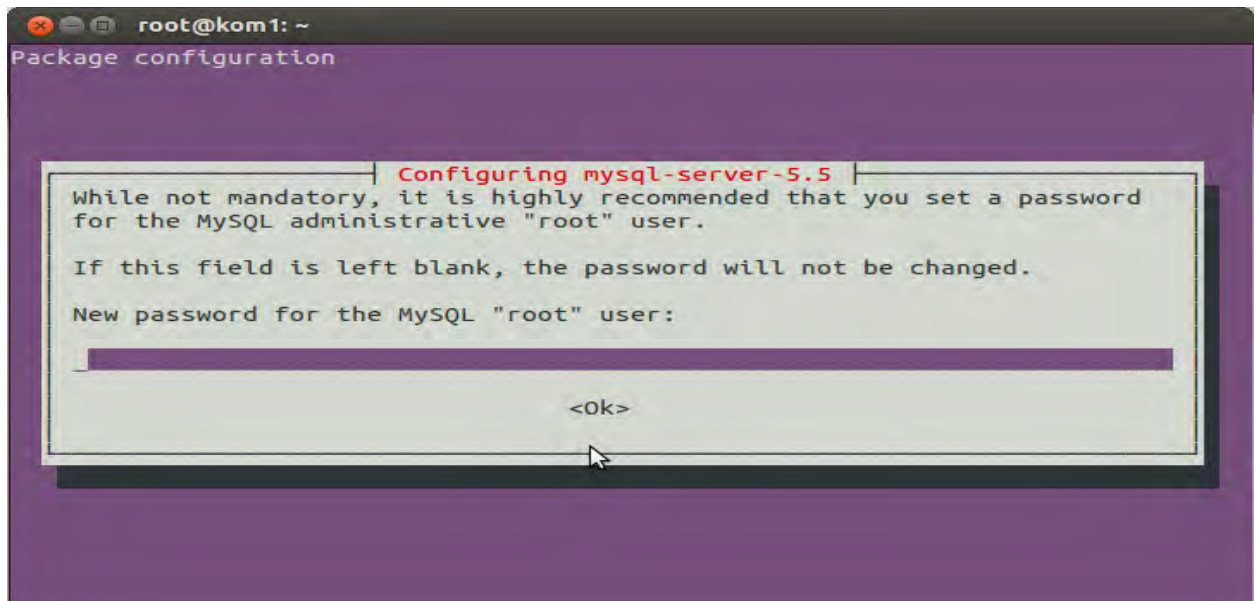 root@kom1: ~
Package configuration
Configuring mysql-server-5.5
While not mandatory, it is highly recommended that you set a password
for the MySQL administrative "root" user.
If this field is left blank, the password will not be changed.
New password for the MySQL "root" user:
<Ok>